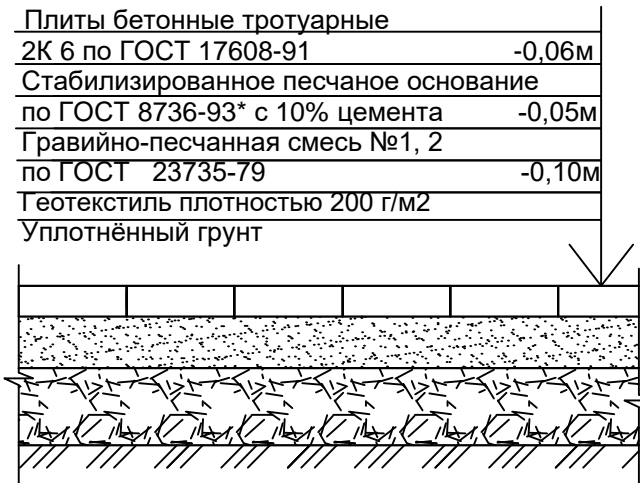 Плиты бетонные тротуарные
2К 6 по ГОСТ 17608-91 -0,06м
Стабилизированное песчаное основание
по ГОСТ 8736-93* с 10% цемента -0,05м
Гравийно-песчанная смесь №1, 2
по ГОСТ 23735-79 -0,10м
Геотекстиль плотностью 200 г/м2
Уплотнённый грунт